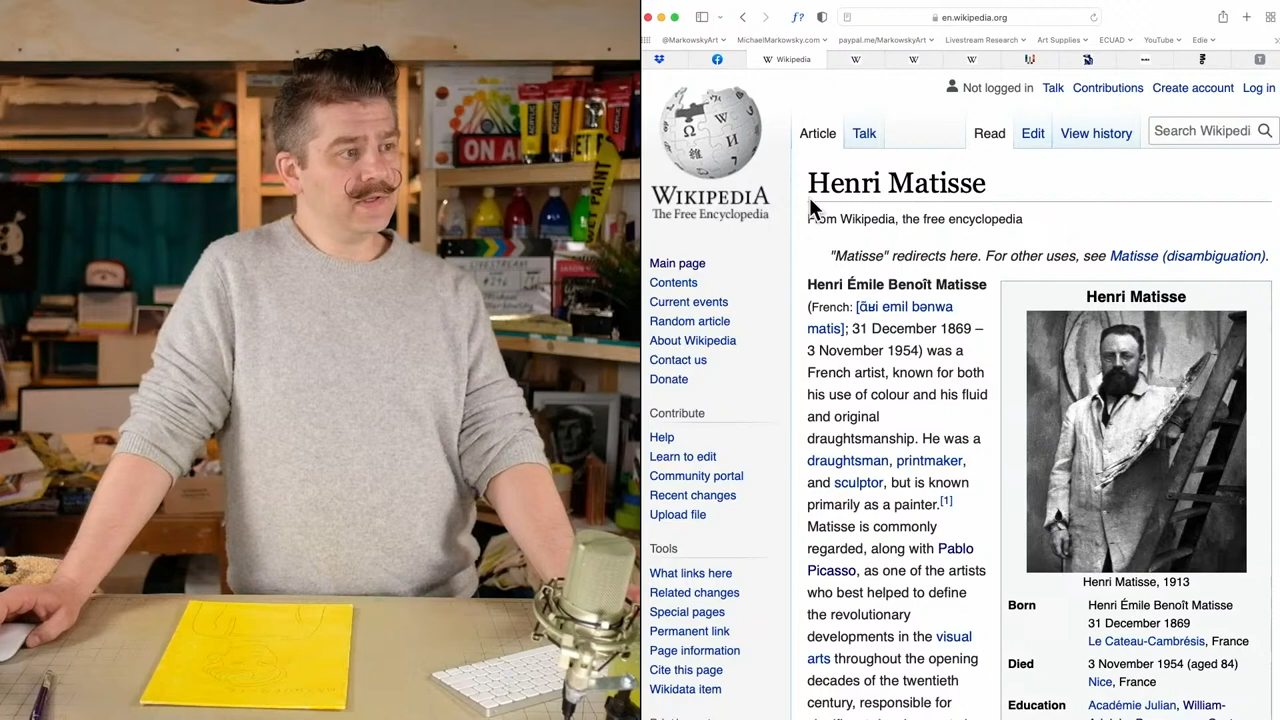 ON A
ET PAINT
LIVESTREAM
#296
en.wikipedia.org
@MarkowskyArt
MichaelMarkowsky.com
paypal.me/MarkowskyArt
Livestream Research
Art Supplies
ECUAD
YouTube
Edie
Wikipedia
Not logged in Talk Contributions Create account Log in
Article Talk Read Edit View history Search Wikipedi
WIKIPEDIA
The Free Encyclopedia
Main page
Contents
Current events
Random article
About Wikipedia
Contact us
Donate
Contribute
Help
Learn to edit
Community portal
Recent changes
Upload file
Tools
What links here
Related changes
Special pages
Permanent link
Page information
Cite this page
Wikidata item
Henri Matisse
From Wikipedia, the free encyclopedia
"Matisse" redirects here. For other uses, see Matisse (disambiguation).
Henri Émile Benoît Matisse
(French: [ɑ̃ʁi emil bənwa
matis]; 31 December 1869 –
3 November 1954) was a
French artist, known for both
his use of colour and his fluid
and original
draughtsmanship. He was a
draughtsman, printmaker,
and sculptor, but is known
primarily as a painter.[1]
Matisse is commonly
regarded, along with Pablo
Picasso, as one of the artists
who best helped to define
the revolutionary
developments in the visual
arts throughout the opening
decades of the twentieth
century, responsible for
Henri Matisse
Henri Matisse, 1913
Born Henri Émile Benoît Matisse
31 December 1869
Le Cateau-Cambrésis, France
Died 3 November 1954 (aged 84)
Nice, France
Education Académie Julian, William-